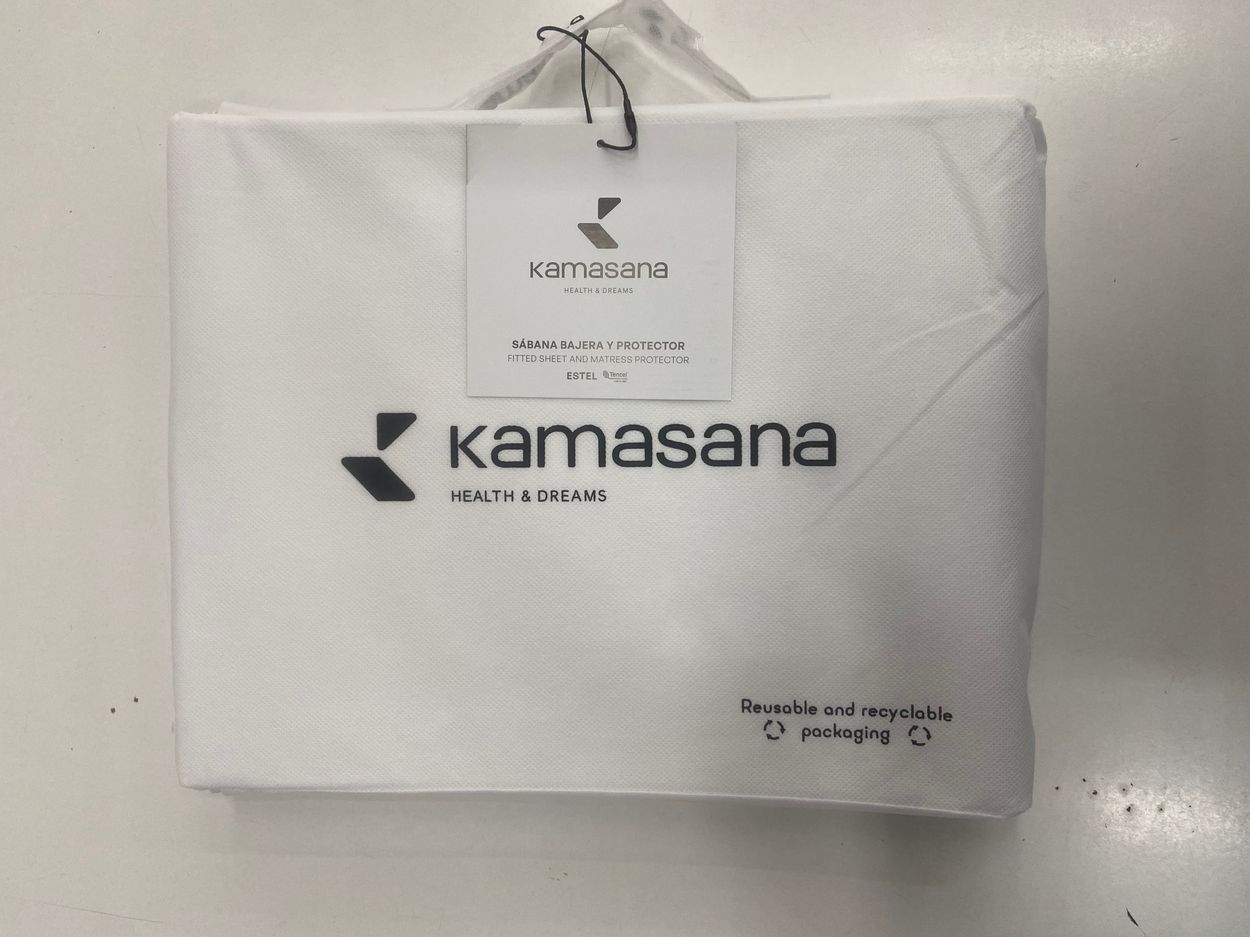 kamasana
HEALTH & DREAMS
SÁBANA BAJERA Y PROTECTOR
FITTED SHEET AND MATRESS PROTECTOR
ESTEL Tencel
kamasana
HEALTH & DREAMS
Reusable and recyclable
packaging